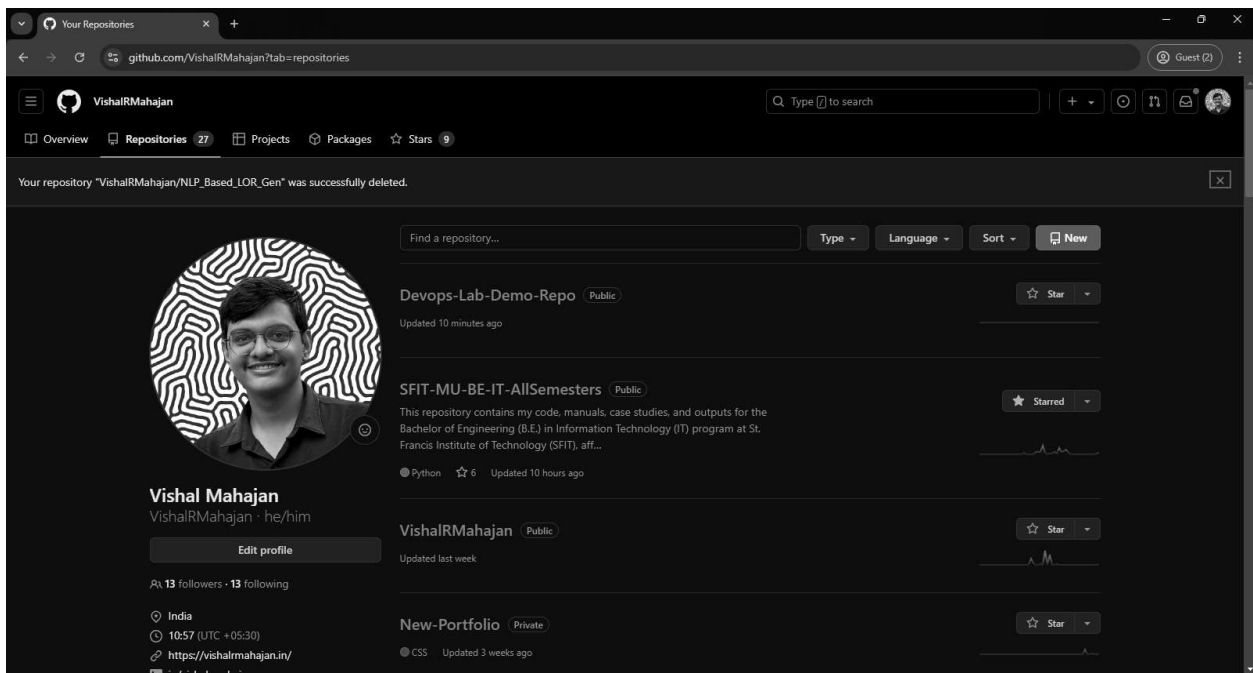 Your Repositories
Guest (2)
github.com/VishalRMahajan?tab=repositories
VishalRMahajan
Type / to search
Overview Repositories 27 Projects Packages Stars 9
Your repository "VishalRMahajan/NLP_Based_LOR_Gen" was successfully deleted.
Find a repository...
Type Language Sort New
Devops-Lab-Demo-Repo Public
Star
Updated 10 minutes ago
SFIT-MU-BE-IT-AllSemesters Public
Starred
This repository contains my code, manuals, case studies, and outputs for the
Bachelor of Engineering (B.E.) in Information Technology (IT) program at St.
Francis Institute of Technology (SFIT), aff...
Python 6 Updated 10 hours ago
VishalRMahajan Public
Star
Updated last week
New-Portfolio Private
Star
CSS Updated 3 weeks ago
Vishal Mahajan
VishalRMahajan · he/him
Edit profile
13 followers · 13 following
India
10:57 (UTC +05:30)
https://vishalrmahajan.in/